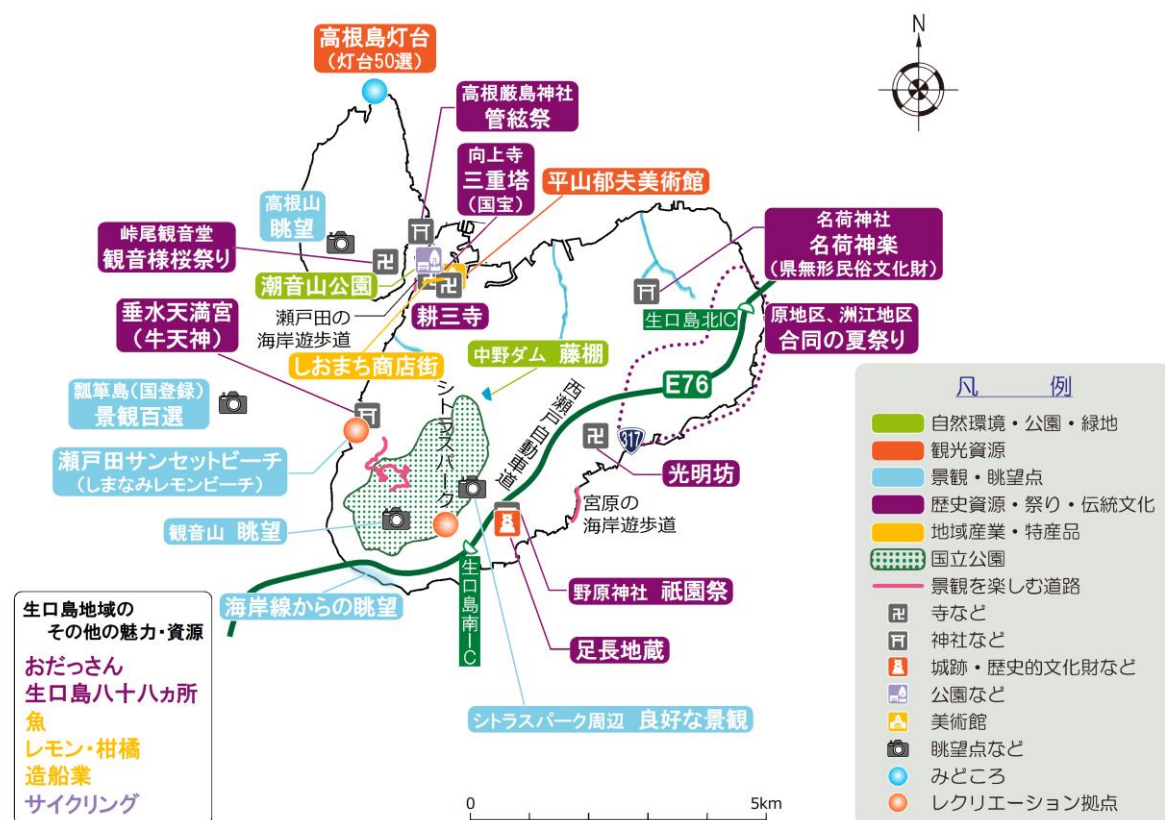 高根島灯台
(灯台50選)
N
高根厳島神社
管絃祭
向上寺
三重塔
(国宝)
平山郁夫美術館
高根山
眺望
峠尾観音堂
観音様桜祭り
名荷神社
名荷神楽
(県無形民俗文化財)
潮音山公園
耕三寺
瀬戸田の
海岸遊歩道
垂水天満宮
(牛天神)
しおまち商店街
中野ダム 藤棚
生口島北IC
原地区、洲江地区
合同の夏祭り
E76
瓢箪島(国登録)
景観百選
シトラスパーク
西瀬戸自動車道
317
瀬戸田サンセットビーチ
(しまなみレモンビーチ)
光明坊
宮原の
海岸遊歩道
観音山 眺望
海岸線からの眺望
生口島南IC
野原神社 祇園祭
足長地蔵
シトラスパーク周辺 良好な景観
生口島地域の
その他の魅力・資源
おだっさん
生口島八十八ヵ所
魚
レモン・柑橘
造船業
サイクリング
0 5km
凡 例
自然環境・公園・緑地
観光資源
景観・眺望点
歴史資源・祭り・伝統文化
地域産業・特産品
国立公園
景観を楽しむ道路
寺など
神社など
城跡・歴史的文化財など
公園など
美術館
眺望点など
みどころ
レクリエーション拠点